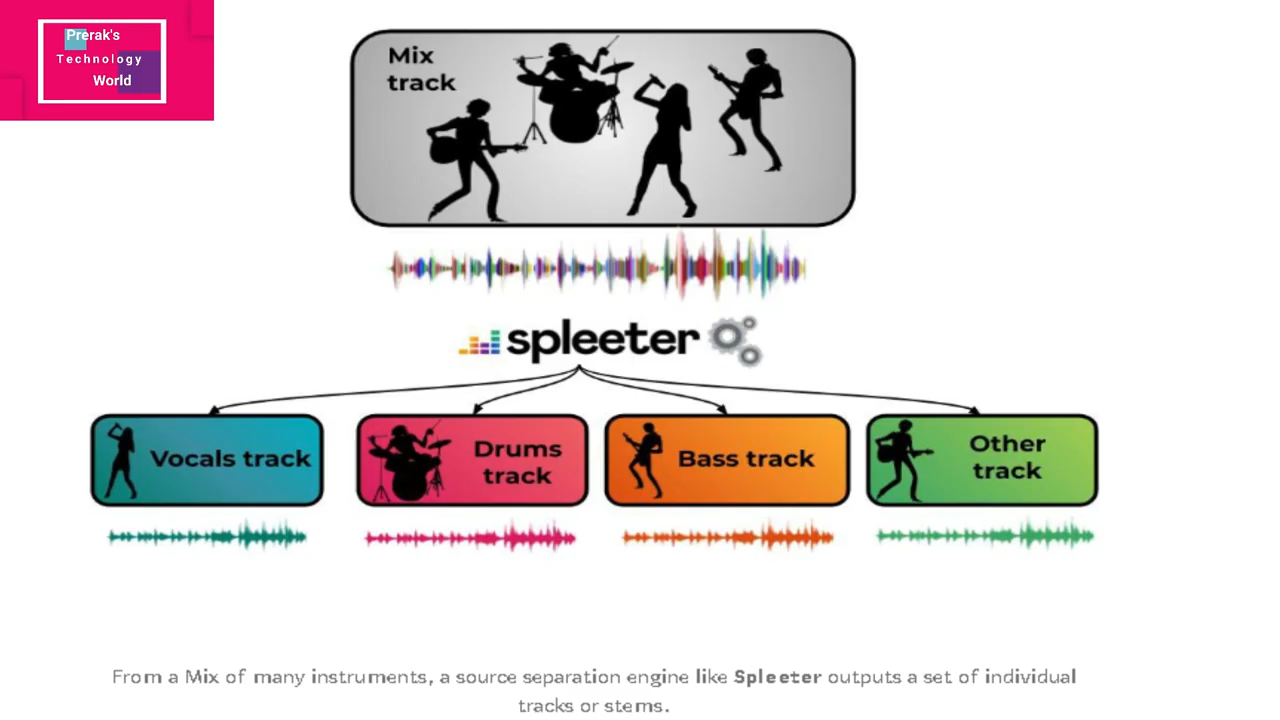 Prerak's
Technology
World
Mix
track
spleeter
Vocals track
Drums
track
Bass track
Other
track
From a Mix of many instruments, a source separation engine like Spleeter outputs a set of individual
tracks or stems.